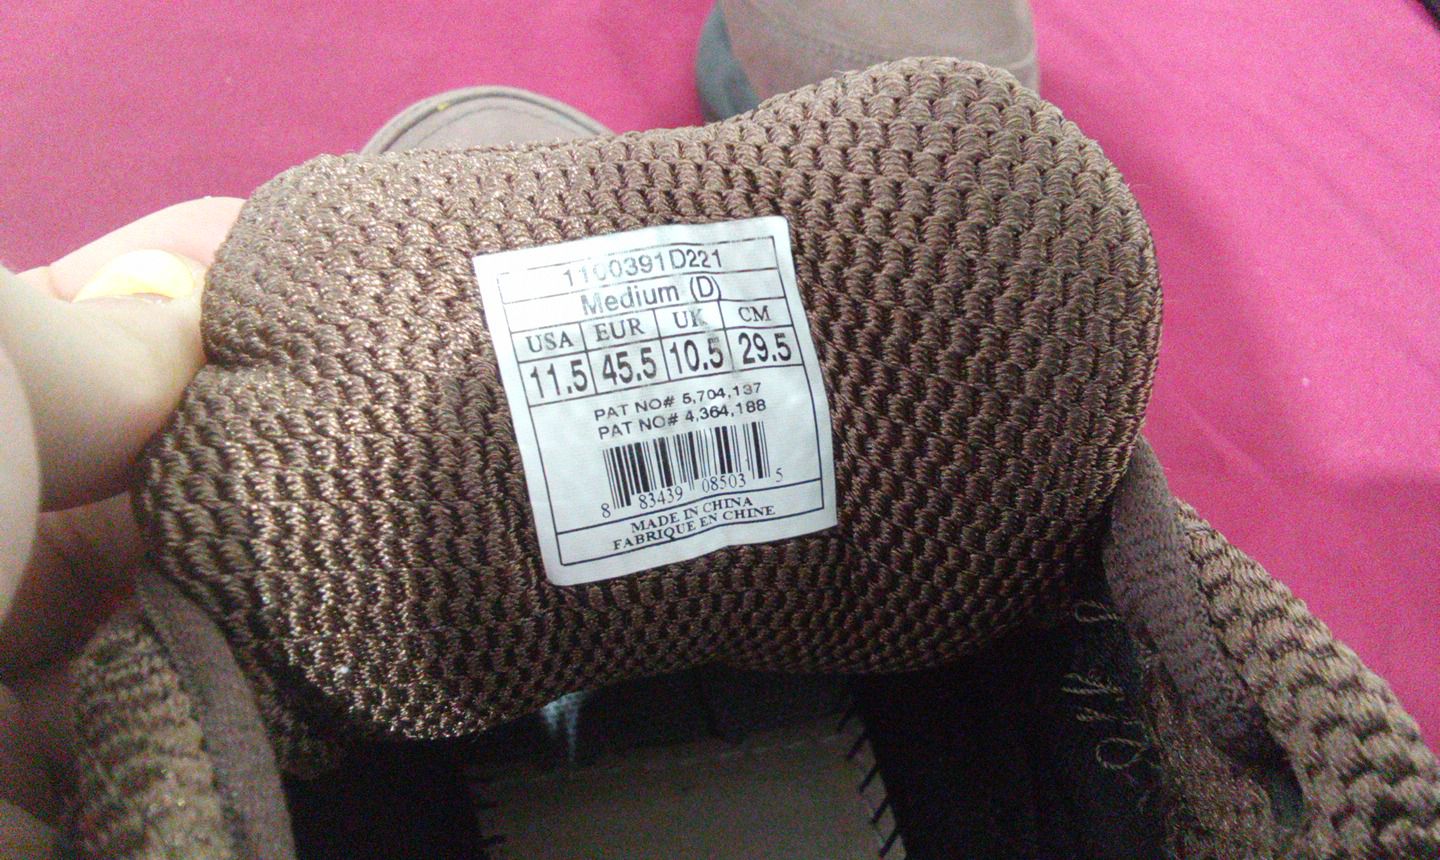 1100391D221
Medium (D)
USA EUR UK CM
11.5 45.5 10.5 29.5
PAT NO# 5,704,137
PAT NO# 4,364,188
8 83439 08503 5
MADE IN CHINA
FABRIQUE EN CHINE